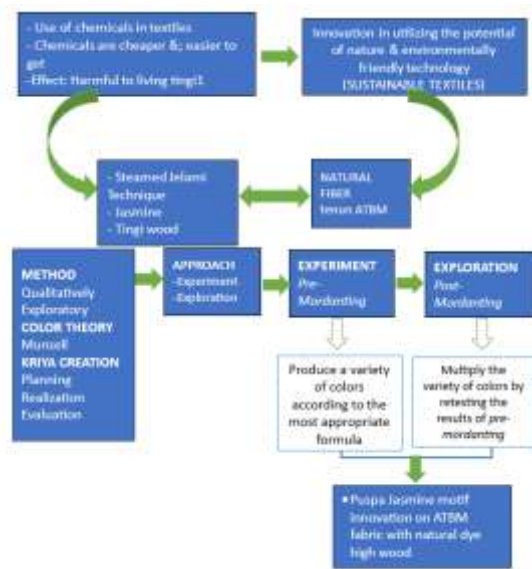 - Use of chemicals in textiles
- Chemicals are cheaper &; easier to
get
-Effect: Harmful to living tingi1
Innovation in utilizing the potential
of nature & environmentally
friendly technology
(SUSTAINABLE TEXTILES)
- Steamed Jelami
Technique
- Jasmine
- Tingi wood
NATURAL
FIBER
tenun ATBM
METHOD
Qualitatively
Exploratory
COLOR THEORY
Munsell
KRIYA CREATION
Planning
Realization
Evaluation
APPROACH
-Experiment
-Exploration
EXPERIMENT
Pre-
Mordanting
EXPLORATION
Post-
Mordanting
Produce a variety
of colors
according to the
most appropriate
formula
Multiply the
variety of colors by
retesting the
results of pre-
mordanting
• Puspa Jasmine motif
innovation on ATBM
fabric with natural dye
high wood